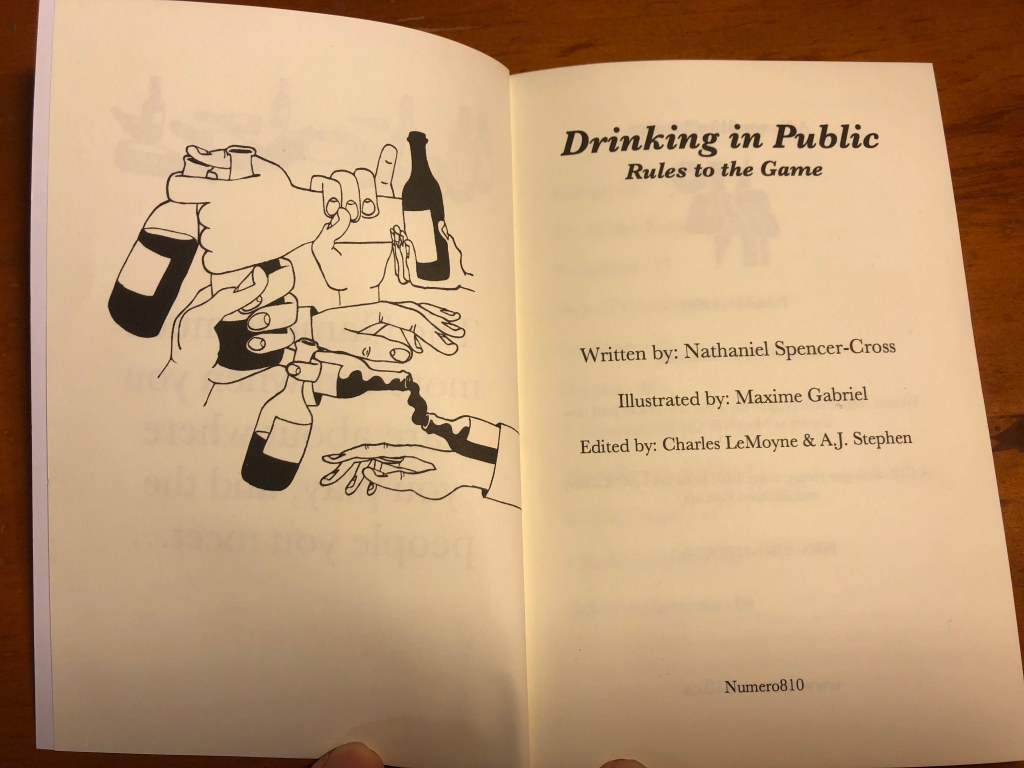 Drinking in Public
Rules to the Game
Written by: Nathaniel Spencer-Cross
Illustrated by: Maxime Gabriel
Edited by: Charles LeMoyne & A.J. Stephen
Numero810